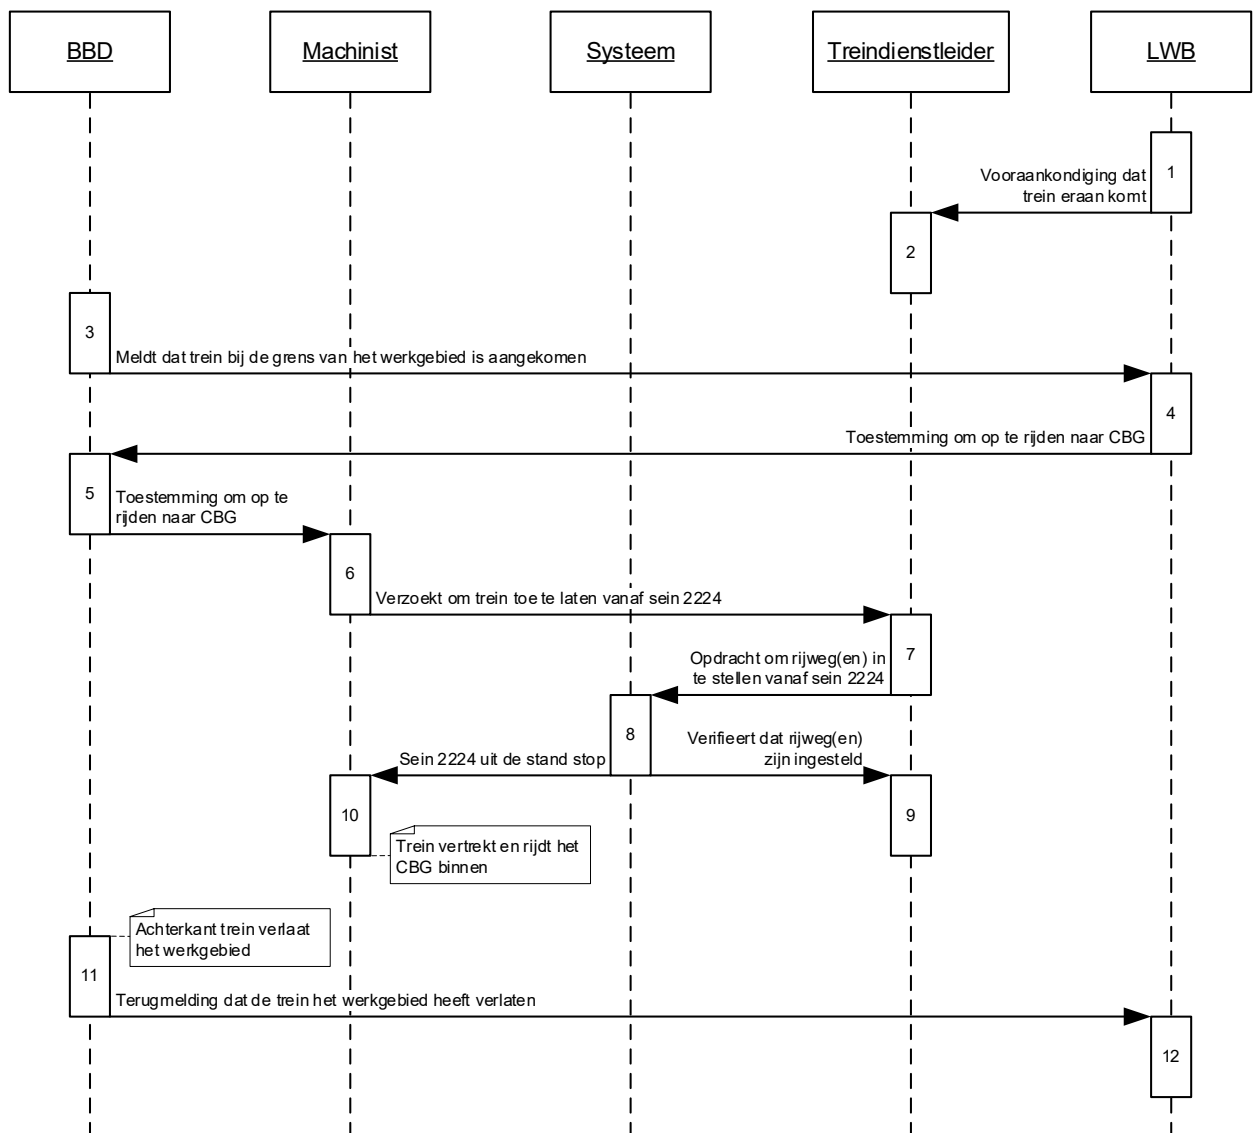 BBD
Machinist
Systeem
Treindienstleider
LWB
1
Vooraankondiging dat
trein eraan komt
2
3
Meldt dat trein bij de grens van het werkgebied is aangekomen
4
Toestemming om op te rijden naar CBG
5
Toestemming om op te
rijden naar CBG
6
Verzoekt om trein toe te laten vanaf sein 2224
7
Opdracht om rijweg(en) in
te stellen vanaf sein 2224
8
Verifieert dat rijweg(en)
zijn ingesteld
Sein 2224 uit de stand stop
10
9
Trein vertrekt en rijdt het
CBG binnen
Achterkant trein verlaat
het werkgebied
11
Terugmelding dat de trein het werkgebied heeft verlaten
12